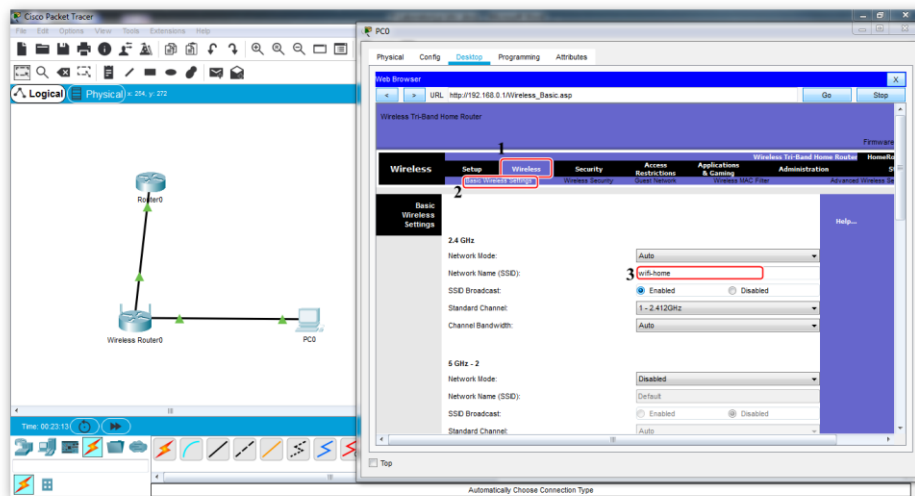 Cisco Packet Tracer
File Edit Options View Tools Extensions Help
Logical Physical x: 254, y: 272
Router0
Wireless Router0
PC0
Time: 00:23:13
Automatically Choose Connection Type
PC0
Physical Config Desktop Programming Attributes
Web Browser X
< > URL http://192.168.0.1/Wireless_Basic.asp Go Stop
Wireless Tri-Band Home Router
Firmware
1
Wireless Tri-Band Home Router HomeRo
Wireless Setup Wireless Security Access Restrictions Applications & Gaming Administration St
2 Basic Wireless Settings Wireless Security Guest Network Wireless MAC Filter Advanced Wireless Se
Basic
Wireless
Settings
Help...
2.4 GHz
Network Mode: Auto
Network Name (SSID): 3 wifi-home
SSID Broadcast: Enabled Disabled
Standard Channel: 1 - 2.412GHz
Channel Bandwidth: Auto
5 GHz - 2
Network Mode: Disabled
Network Name (SSID): Default
SSID Broadcast: Enabled Disabled
Standard Channel: Auto
Top